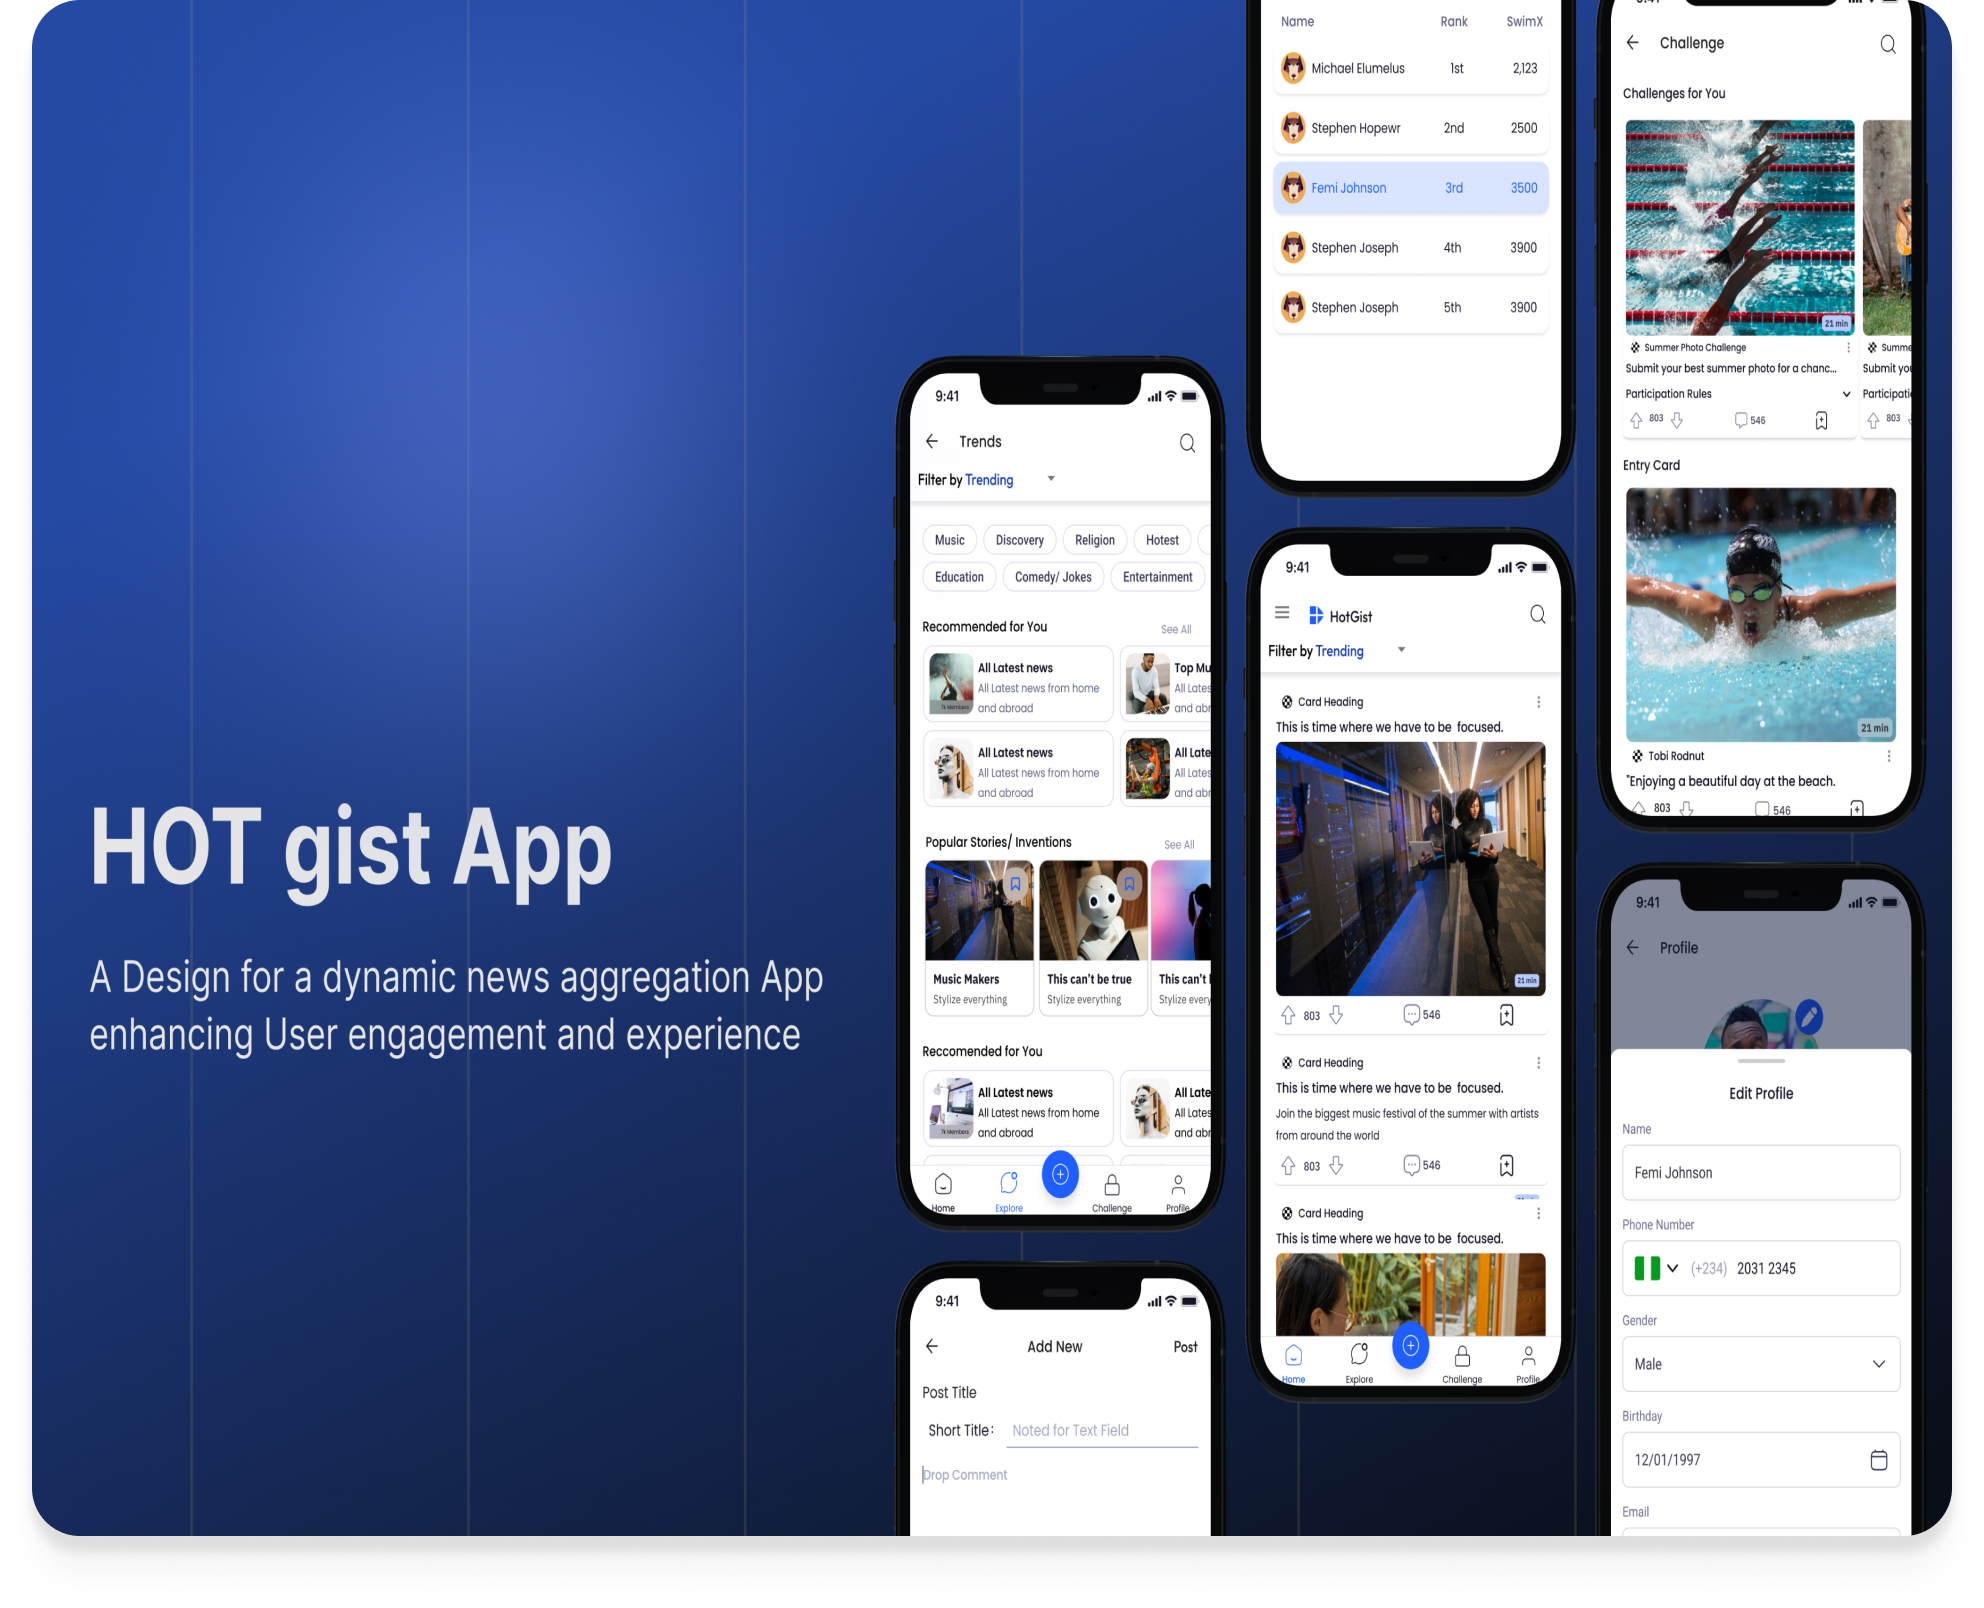 HOT gist App
A Design for a dynamic news aggregation App
enhancing User engagement and experience
9:41
Trends
Filter by Trending
Music Discovery Religion Hotest
Education Comedy/ Jokes Entertainment
Recommended for You See All
All Latest news
All Latest news from home
and abroad
7k Members
Top Mu
All Lates
and abr
All Latest news
All Latest news from home
and abroad
All Late
All Lates
and abr
Popular Stories/ Inventions See All
Music Makers
Stylize everything
This can't be true
Stylize everything
This can't
Stylize every
Reccomended for You
All Latest news
All Latest news from home
and abroad
7k Members
All Late
All Lates
and abr
Home Explore Challenge Profile
9:41
Add New Post
Post Title
Short Title: Noted for Text Field
Drop Comment
Name Rank SwimX
Michael Elumelus 1st 2,123
Stephen Hopewr 2nd 2500
Femi Johnson 3rd 3500
Stephen Joseph 4th 3900
Stephen Joseph 5th 3900
9:41
HotGist
Filter by Trending
Card Heading
This is time where we have to be focused.
21 min
803 546
Card Heading
This is time where we have to be focused.
Join the biggest music festival of the summer with artists
from around the world
803 546
Card Heading
This is time where we have to be focused.
Home Explore Challenge Profile
9:41
Challenge
Challenges for You
21 min
Summer Photo Challenge
Submit your best summer photo for a chanc...
Participation Rules
803 546
Summe
Submit you
Participati
803
Entry Card
21 min
Tobi Rodnut
"Enjoying a beautiful day at the beach.
803 546
9:41
Profile
Edit Profile
Name
Femi Johnson
Phone Number
(+234) 2031 2345
Gender
Male
Birthday
12/01/1997
Email